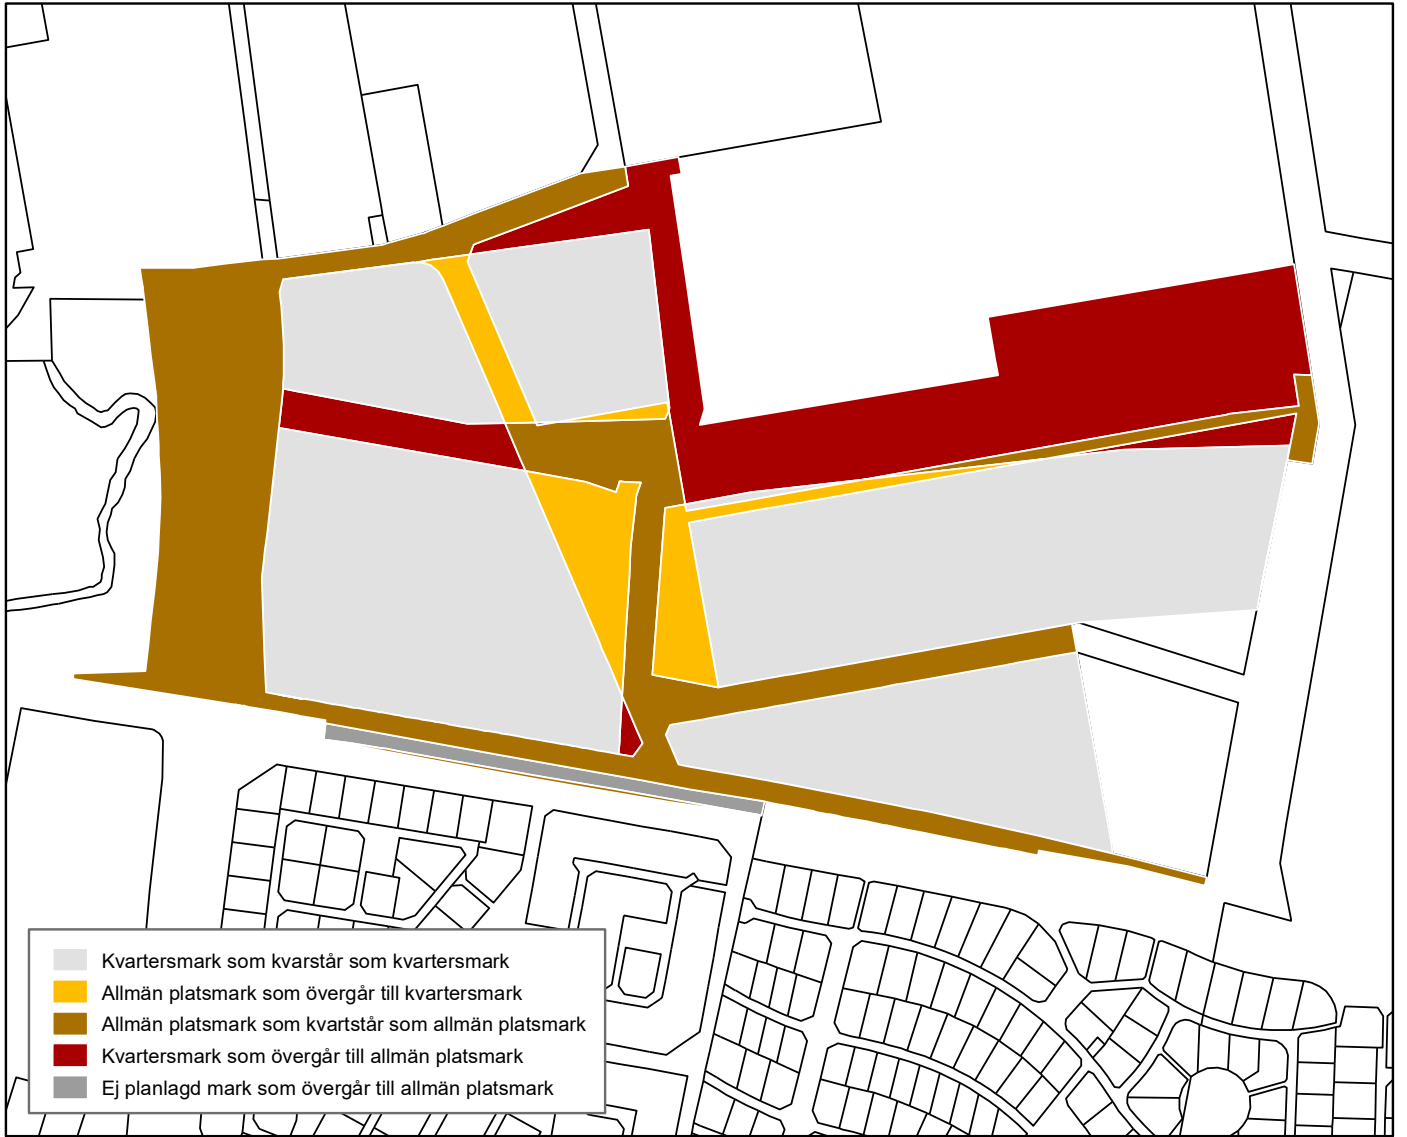 Kvartersmark som kvarstår som kvartersmark
Allmän platsmark som övergår till kvartersmark
Allmän platsmark som kvartstår som allmän platsmark
Kvartersmark som övergår till allmän platsmark
Ej planlagd mark som övergår till allmän platsmark